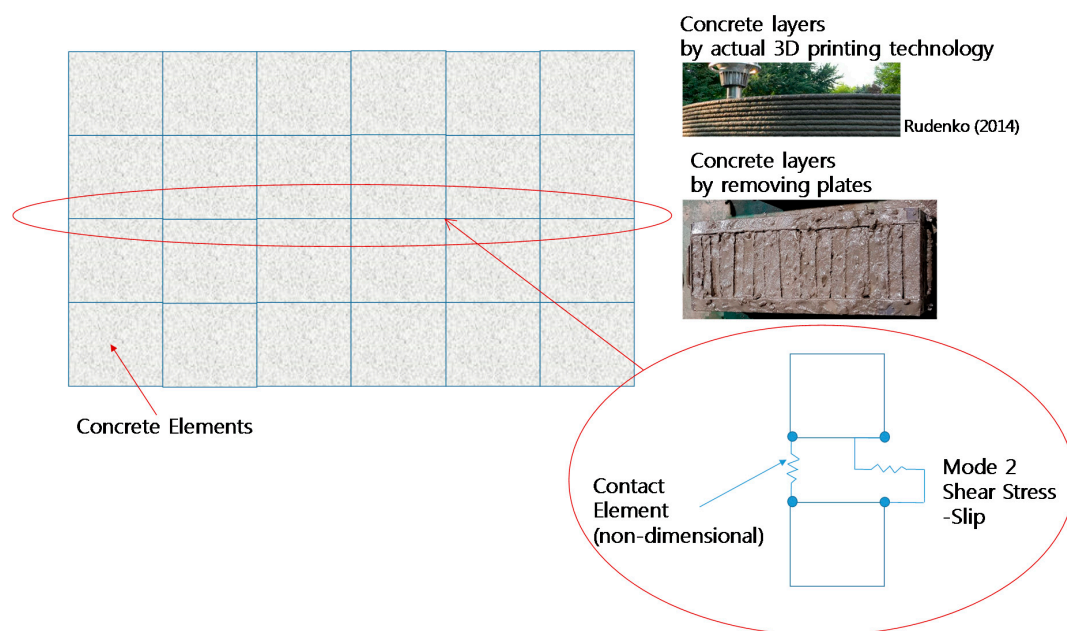 Concrete layers
by actual 3D printing technology
Rudenko (2014)
Concrete layers
by removing plates
Concrete Elements
Contact
Element
(non-dimensional)
Mode 2
Shear Stress
-Slip